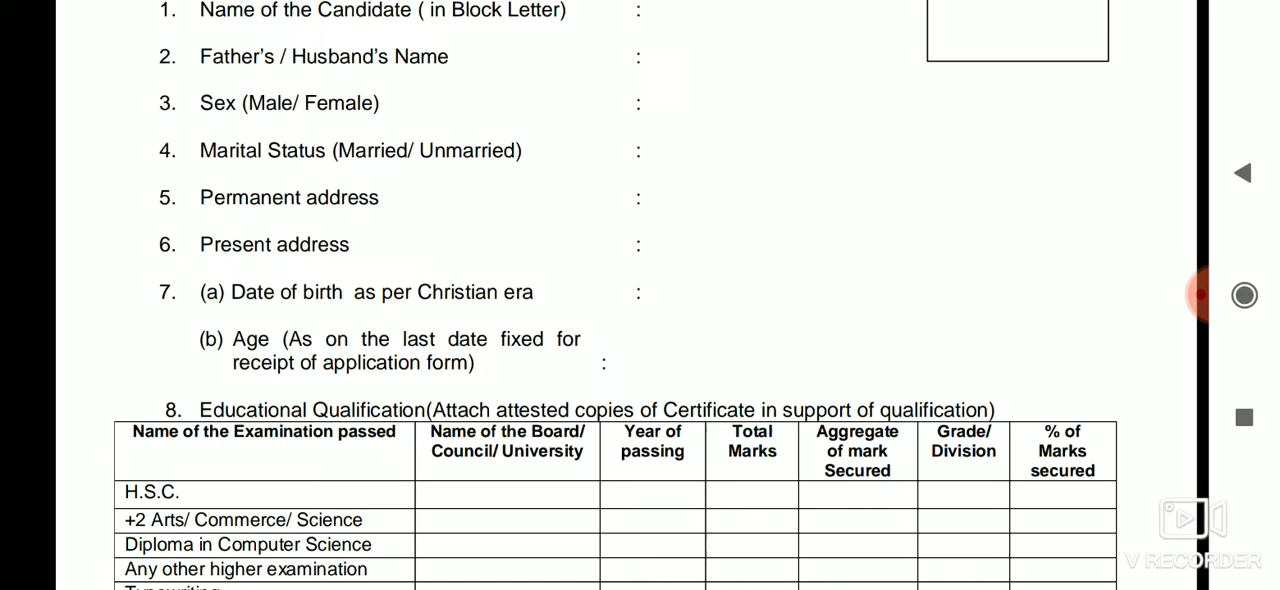 1. Name of the Candidate ( in Block Letter) :
2. Father's / Husband's Name :
3. Sex (Male/ Female) :
4. Marital Status (Married/ Unmarried) :
5. Permanent address :
6. Present address :
7. (a) Date of birth as per Christian era :
(b) Age (As on the last date fixed for
receipt of application form) :
8. Educational Qualification(Attach attested copies of Certificate in support of qualification)
Name of the Examination passed Name of the Board/ Year of Total Aggregate Grade/ % of
Council/ University passing Marks of mark Division Marks
Secured secured
H.S.C.
+2 Arts/ Commerce/ Science
Diploma in Computer Science
Any other higher examination
Typewriting
V RECORDER